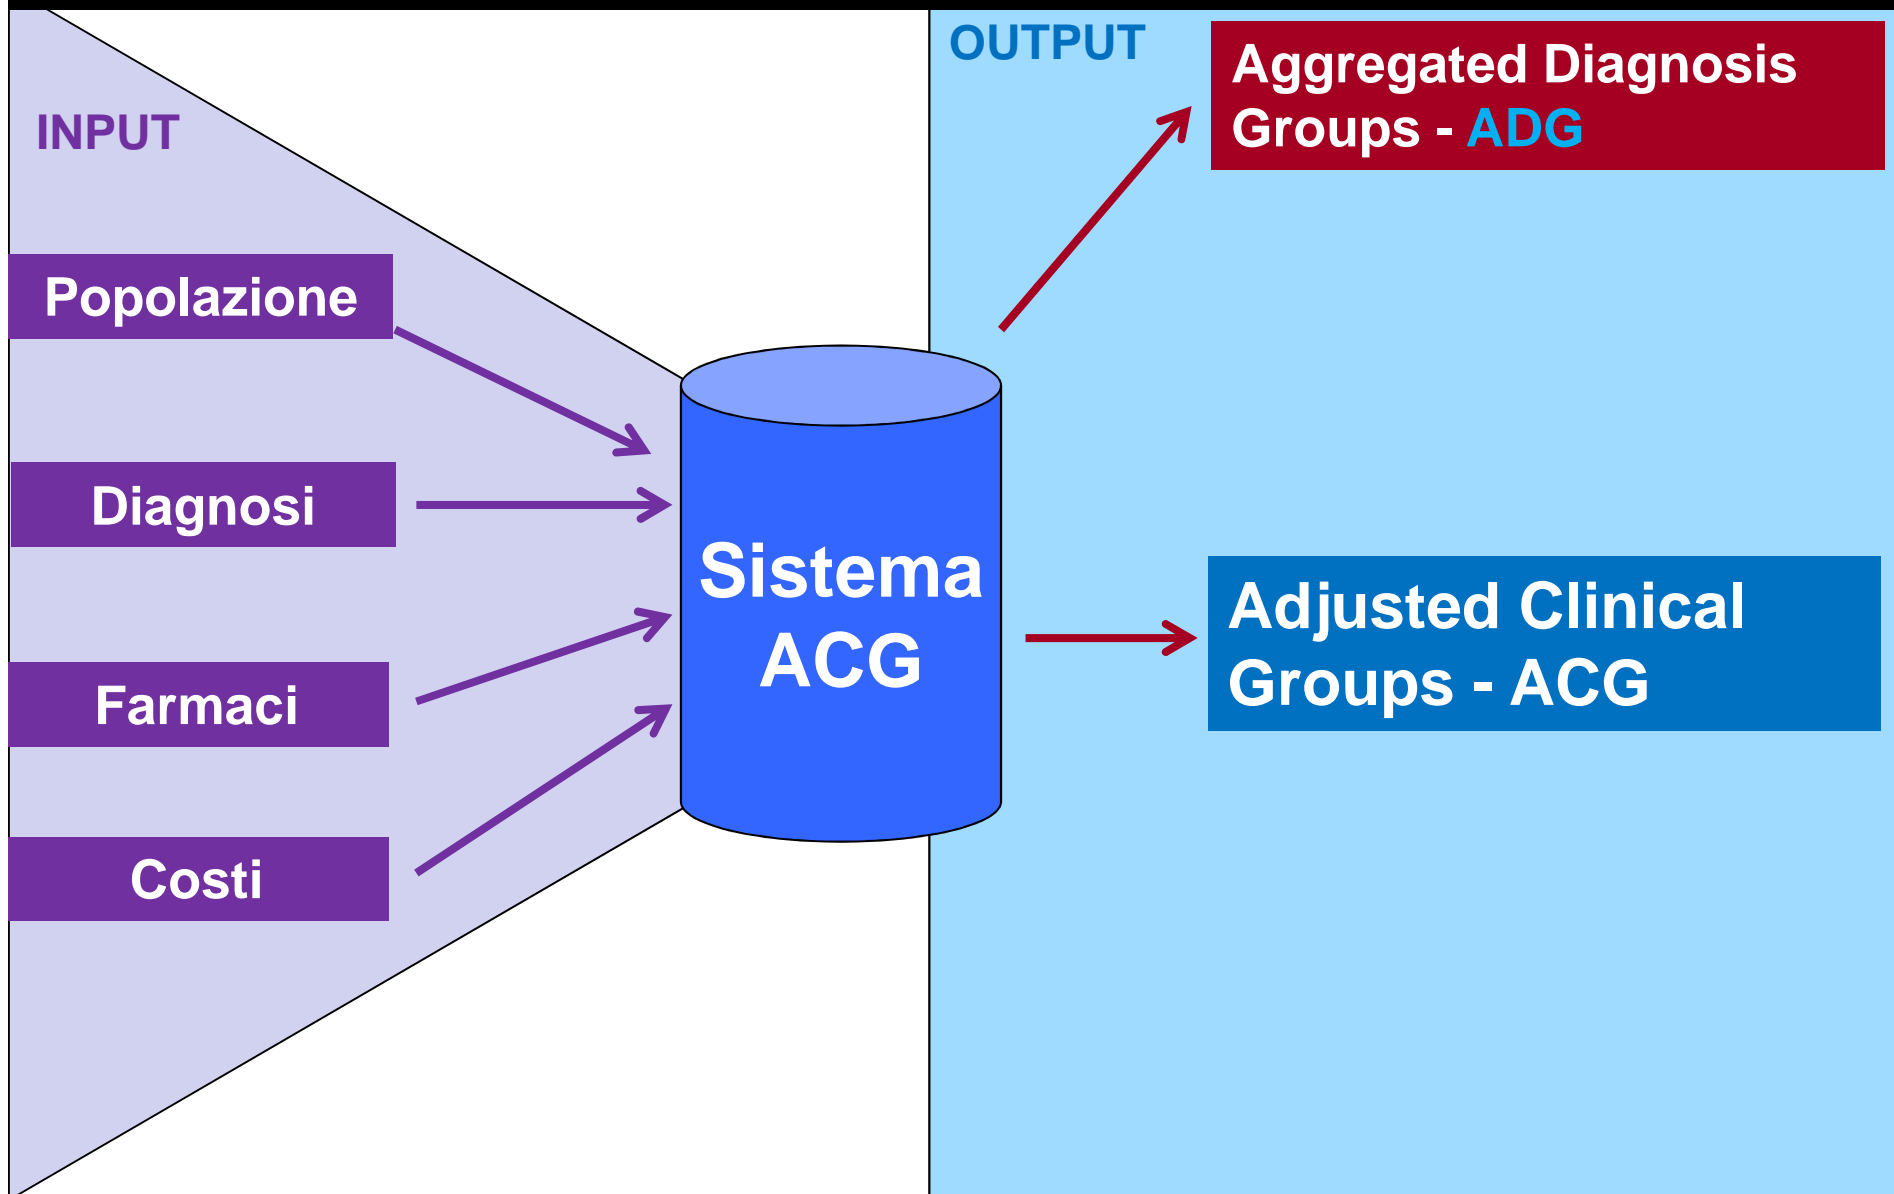 INPUT
Popolazione
Diagnosi
Farmaci
Costi
Sistema
ACG
OUTPUT
Aggregated Diagnosis
Groups - ADG
Adjusted Clinical
Groups - ACG